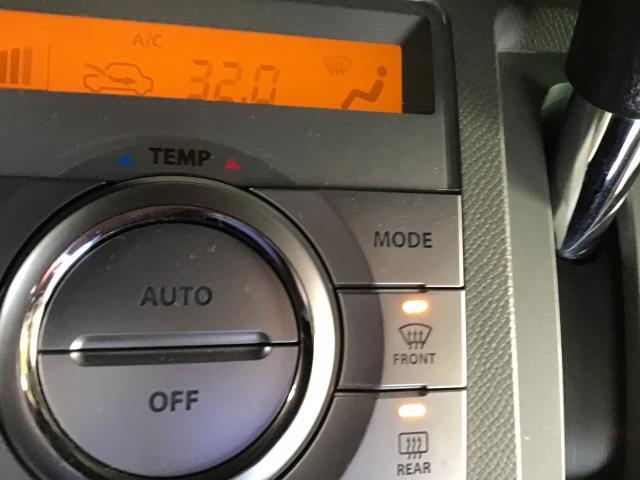 A/C
32.0
TEMP
MODE
AUTO
FRONT
OFF
REAR